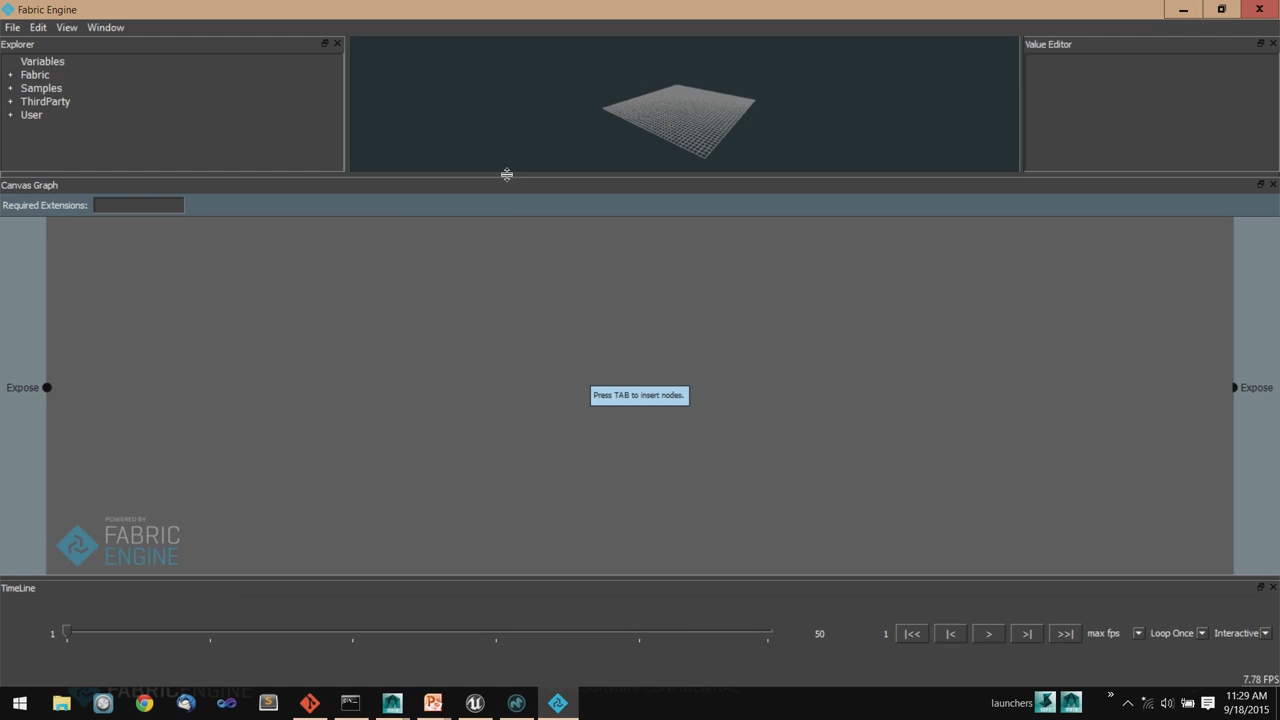 Fabric Engine
File Edit View Window
Explorer
Variables
+ Fabric
+ Samples
+ ThirdParty
+ User
Value Editor
Canvas Graph
Required Extensions:
Expose
Expose
Press TAB to insert nodes.
POWERED BY
FABRIC
ENGINE
TimeLine
1
50
1 |<< |< > >| >>| max fps Loop Once Interactive
7.78 FPS
launchers
11:29 AM
9/18/2015